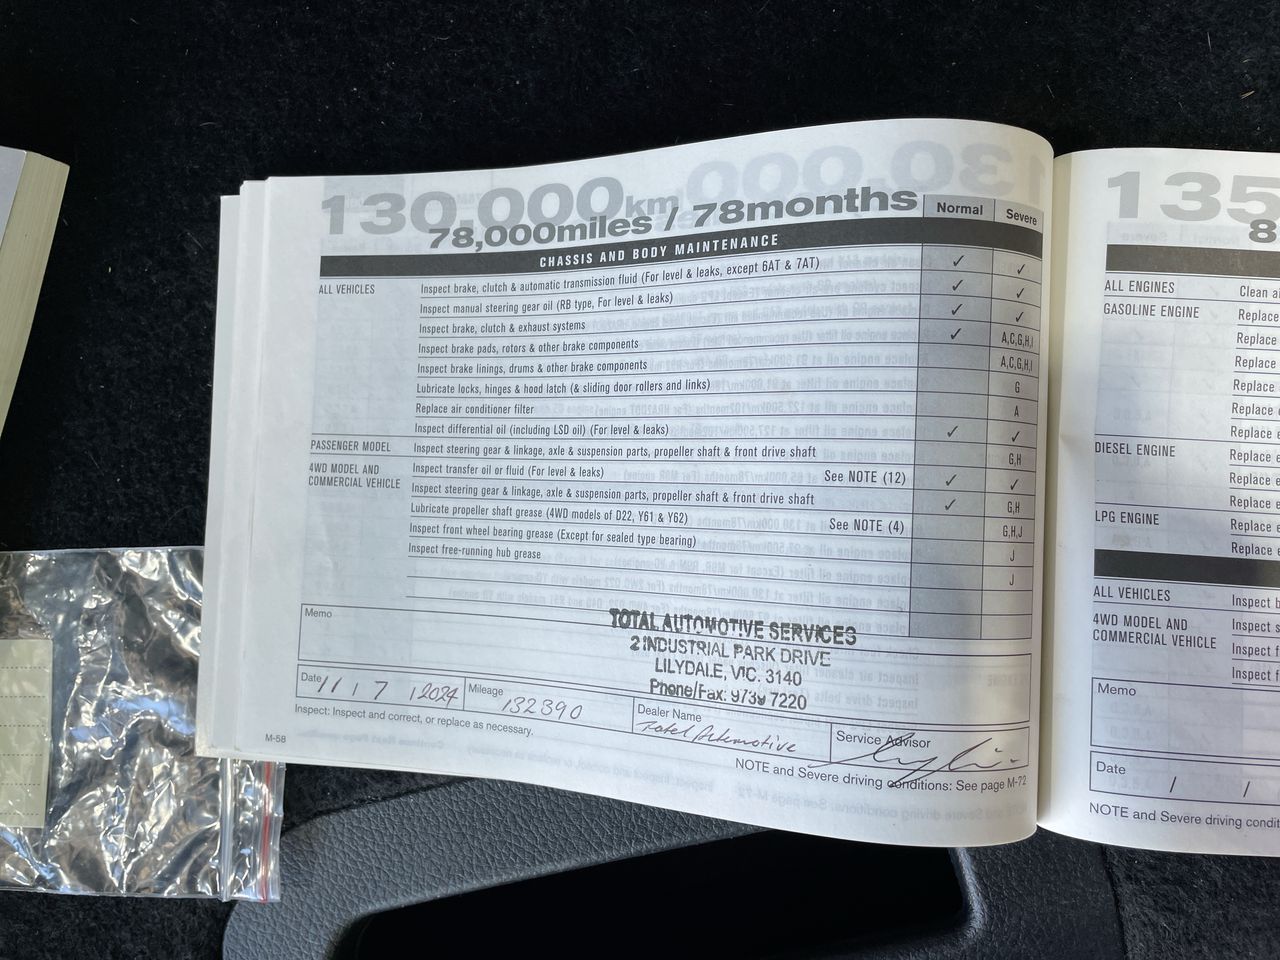 130,000km
78,000miles / 78months
Normal Severe
CHASSIS AND BODY MAINTENANCE
ALL VEHICLES Inspect brake, clutch & automatic transmission fluid (For level & leaks, except 6AT & 7AT) ✓ ✓
Inspect manual steering gear oil (RB type, For level & leaks) ✓ ✓
Inspect brake, clutch & exhaust systems ✓ ✓
Inspect brake pads, rotors & other brake components ✓ A,C,G,H,I
Inspect brake linings, drums & other brake components A,C,G,H,I
Lubricate locks, hinges & hood latch (& sliding door rollers and links) G
Replace air conditioner filter A
Inspect differential oil (including LSD oil) (For level & leaks) ✓ ✓
PASSENGER MODEL Inspect steering gear & linkage, axle & suspension parts, propeller shaft & front drive shaft G,H
4WD MODEL AND Inspect transfer oil or fluid (For level & leaks) See NOTE (12) ✓ ✓
COMMERCIAL VEHICLE Inspect steering gear & linkage, axle & suspension parts, propeller shaft & front drive shaft ✓ G,H
Lubricate propeller shaft grease (4WD models of D22, Y61 & Y62) See NOTE (4) G,H,J
Inspect front wheel bearing grease (Except for sealed type bearing) J
Inspect free-running hub grease J
Memo
TOTAL AUTOMOTIVE SERVICES
2 INDUSTRIAL PARK DRIVE
LILYDALE, VIC. 3140
Phone/Fax: 9739 7220
Date 11 / 7 / 2024 Mileage 132390 Dealer Name Total Automotive Service Advisor
Inspect: Inspect and correct, or replace as necessary.
NOTE and Severe driving conditions: See page M-72
M-58
135
8
ALL ENGINES Clean ai
GASOLINE ENGINE Replace
Replace
Replace e
Replace e
Replace e
Replace e
DIESEL ENGINE Replace e
Replace e
Replace e
LPG ENGINE Replace e
Replace e
ALL VEHICLES Inspect b
4WD MODEL AND Inspect s
COMMERCIAL VEHICLE Inspect f
Inspect f
Memo
Date / /
NOTE and Severe driving condit